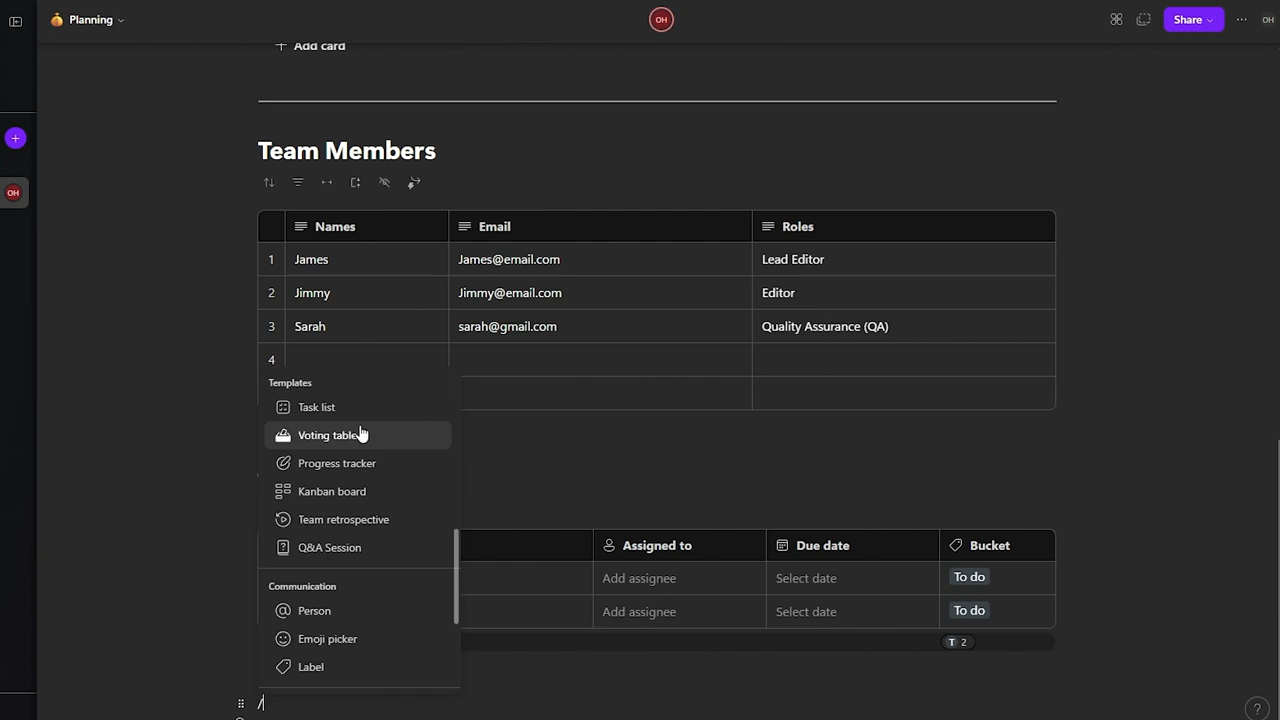 Planning
OH
Share
OH
+ Add card
OH
Team Members
Names Email Roles
1 James James@email.com Lead Editor
2 Jimmy Jimmy@email.com Editor
3 Sarah sarah@gmail.com Quality Assurance (QA)
4
Templates
Task list
Voting table
Progress tracker
Kanban board
Team retrospective
Q&A Session
Communication
Person
Emoji picker
Label
Assigned to Due date Bucket
Add assignee Select date To do
Add assignee Select date To do
T 2
/
?